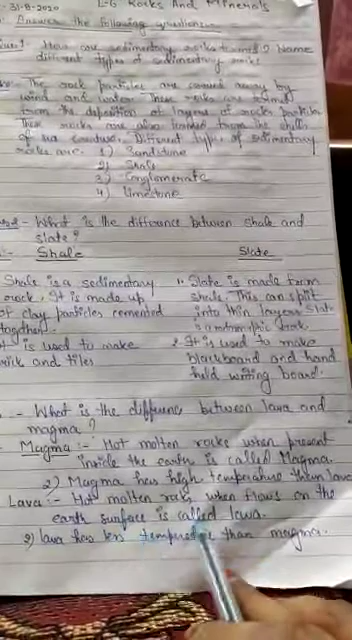 31-8-2020 L-6 Rocks And Minerals
Answer the following questions.
How are sedimentary rocks formed? Name
different types of sedimentary rocks
The rock particles are carried away by
wind and water. These rocks are formed
from the deposition of layers of rocks particles
These rocks are also formed from the shells
of sea creatures. Different types of sedimentary
rocks are. 1) Sandstone
2) Shale
3) Conglomerate
4) Limestone
What is the difference between shale and
slate?
Shale
Slate
Shale is a sedimentary
rock. It is made up
of clay particles cemented
together.
It is used to make
brick and tiles
1. Slate is made from
shale. This can split
into thin layers. Slate
is a metamorphic rock.
2. It is used to make
blackboard and hand
held writing board.
- What is the difference between lava and
magma?
Magma :- Hot molten rocks when present
inside the earth is called Magma.
2) Magma has high temperature than lava
Lava :- Hot molten rock when flows on the
earth surface is called lava.
2) lava has less temperature than magma.